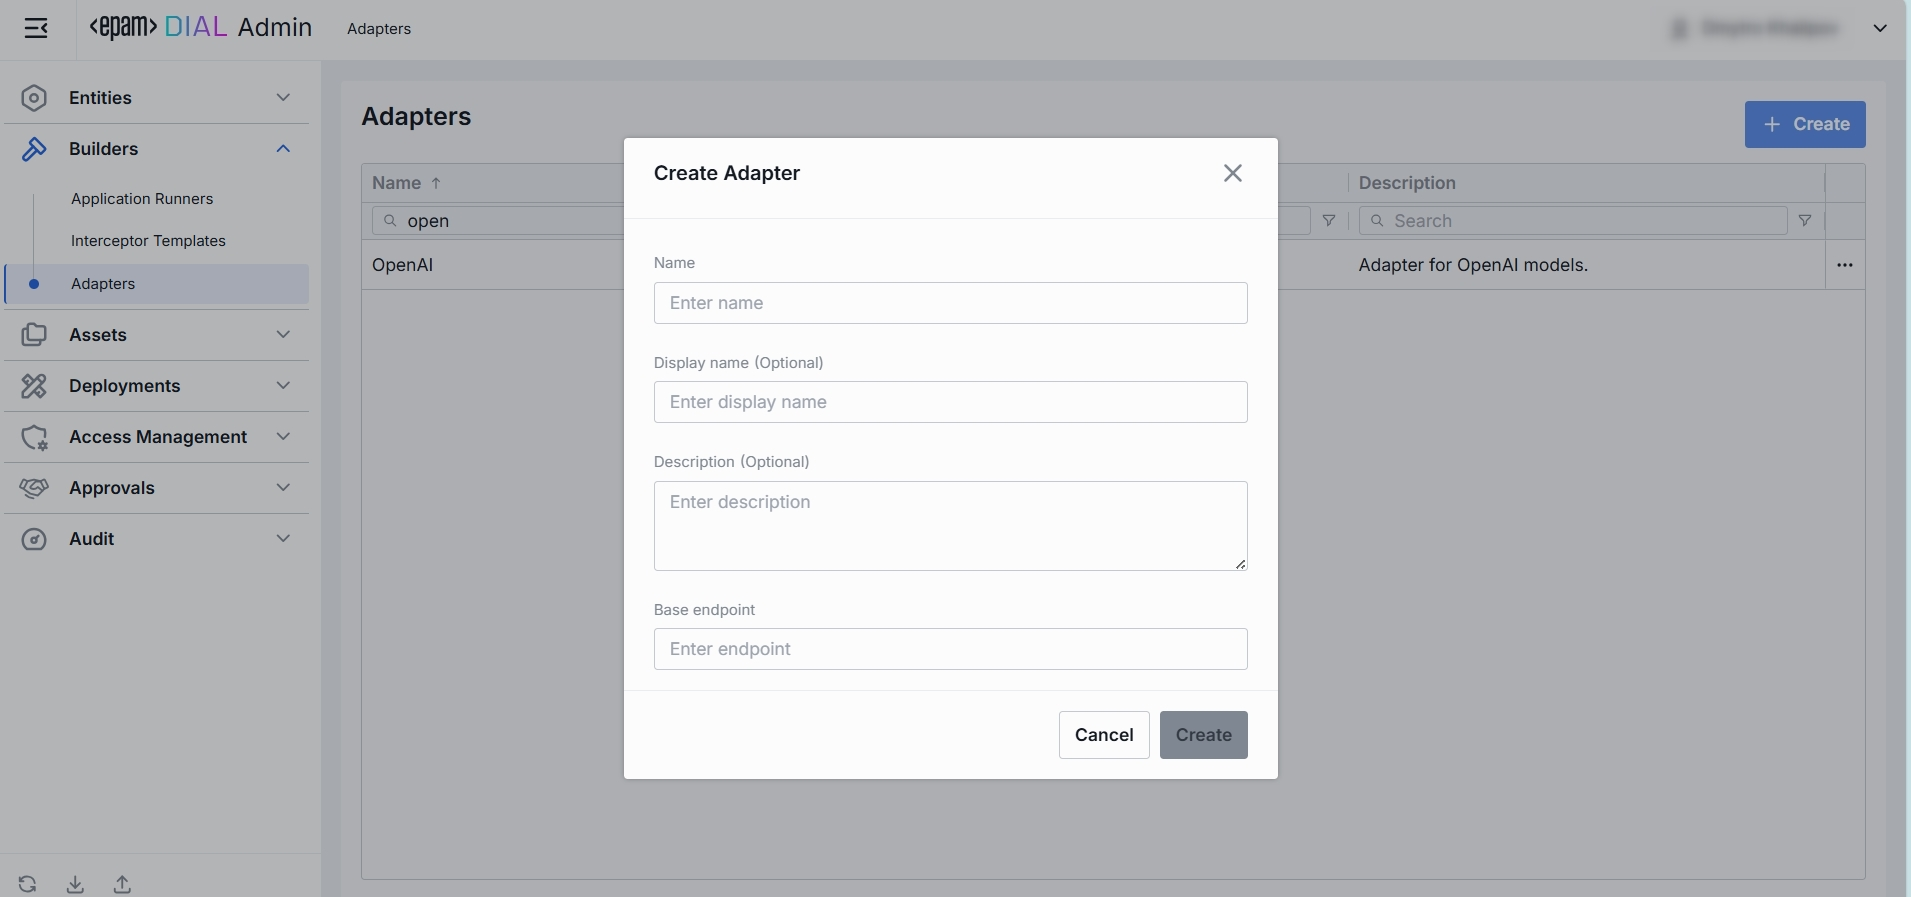 <epam> DIAL Admin
Adapters
Entities
Builders
Application Runners
Interceptor Templates
Adapters
Assets
Deployments
Access Management
Approvals
Audit
Adapters
+ Create
Name ↑
Description
open
Search
OpenAI
Adapter for OpenAI models.
...
Create Adapter
Name
Enter name
Display name (Optional)
Enter display name
Description (Optional)
Enter description
Base endpoint
Enter endpoint
Cancel
Create